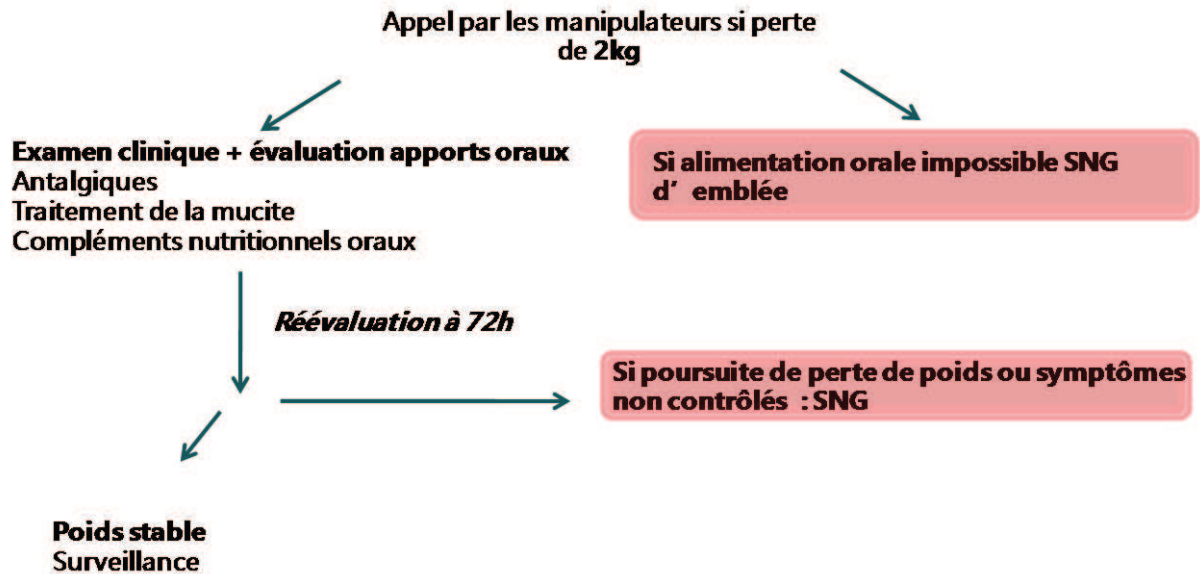 Appel par les manipulateurs si perte
de 2kg
Examen clinique + évaluation apports oraux
Antalgiques
Traitement de la mucite
Compléments nutritionnels oraux
Si alimentation orale impossible SNG
d' emblée
Réévaluation à 72h
Si poursuite de perte de poids ou symptômes
non contrôlés : SNG
Poids stable
Surveillance